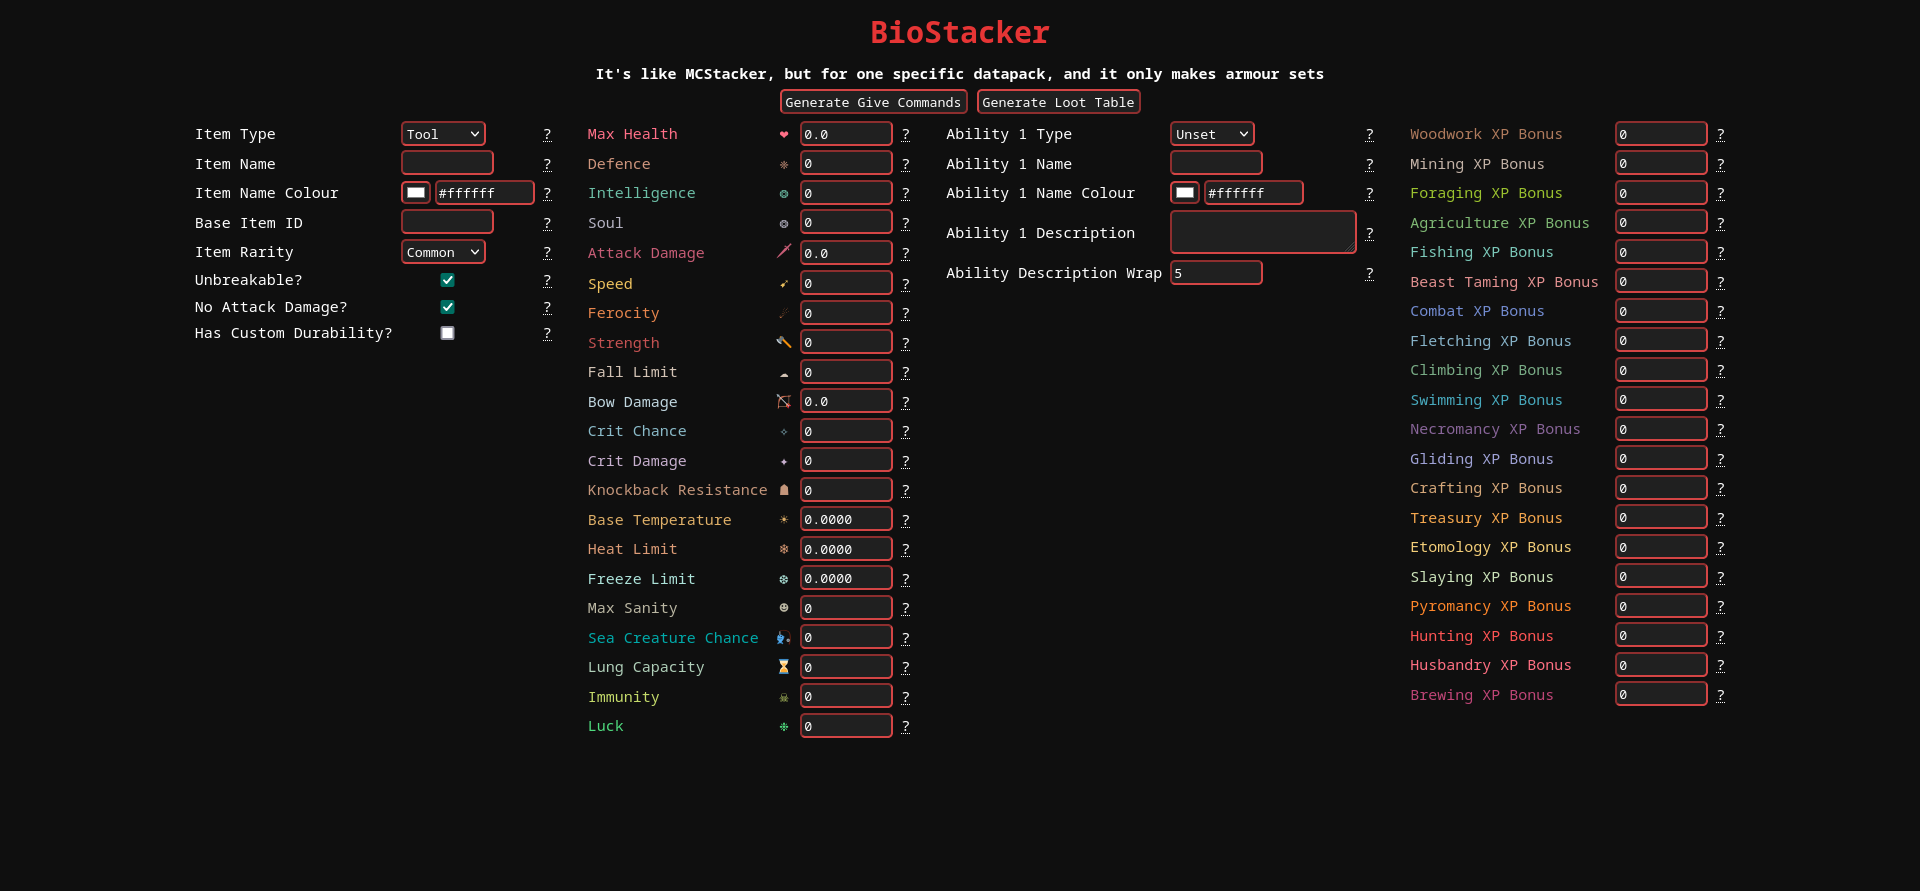 BioStacker
It's like MCStacker, but for one specific datapack, and it only makes armour sets
Generate Give Commands Generate Loot Table
Item Type Tool ?
Item Name ?
Item Name Colour #ffffff ?
Base Item ID ?
Item Rarity Common ?
Unbreakable? ?
No Attack Damage? ?
Has Custom Durability? ?
Max Health ❤ 0.0 ?
Defence ❈ 0 ?
Intelligence ❂ 0 ?
Soul ❂ 0 ?
Attack Damage 🗡 0.0 ?
Speed ➹ 0 ?
Ferocity ☄ 0 ?
Strength 🪓 0 ?
Fall Limit ☁ 0 ?
Bow Damage 🏹 0.0 ?
Crit Chance ✧ 0 ?
Crit Damage ✦ 0 ?
Knockback Resistance ☗ 0 ?
Base Temperature ☀ 0.0000 ?
Heat Limit ❄ 0.0000 ?
Freeze Limit ❆ 0.0000 ?
Max Sanity ☻ 0 ?
Sea Creature Chance 🎣 0 ?
Lung Capacity ⌛ 0 ?
Immunity ☠ 0 ?
Luck ❉ 0 ?
Ability 1 Type Unset ?
Ability 1 Name ?
Ability 1 Name Colour #ffffff ?
Ability 1 Description ?
Ability Description Wrap 5 ?
Woodwork XP Bonus 0 ?
Mining XP Bonus 0 ?
Foraging XP Bonus 0 ?
Agriculture XP Bonus 0 ?
Fishing XP Bonus 0 ?
Beast Taming XP Bonus 0 ?
Combat XP Bonus 0 ?
Fletching XP Bonus 0 ?
Climbing XP Bonus 0 ?
Swimming XP Bonus 0 ?
Necromancy XP Bonus 0 ?
Gliding XP Bonus 0 ?
Crafting XP Bonus 0 ?
Treasury XP Bonus 0 ?
Etomology XP Bonus 0 ?
Slaying XP Bonus 0 ?
Pyromancy XP Bonus 0 ?
Hunting XP Bonus 0 ?
Husbandry XP Bonus 0 ?
Brewing XP Bonus 0 ?